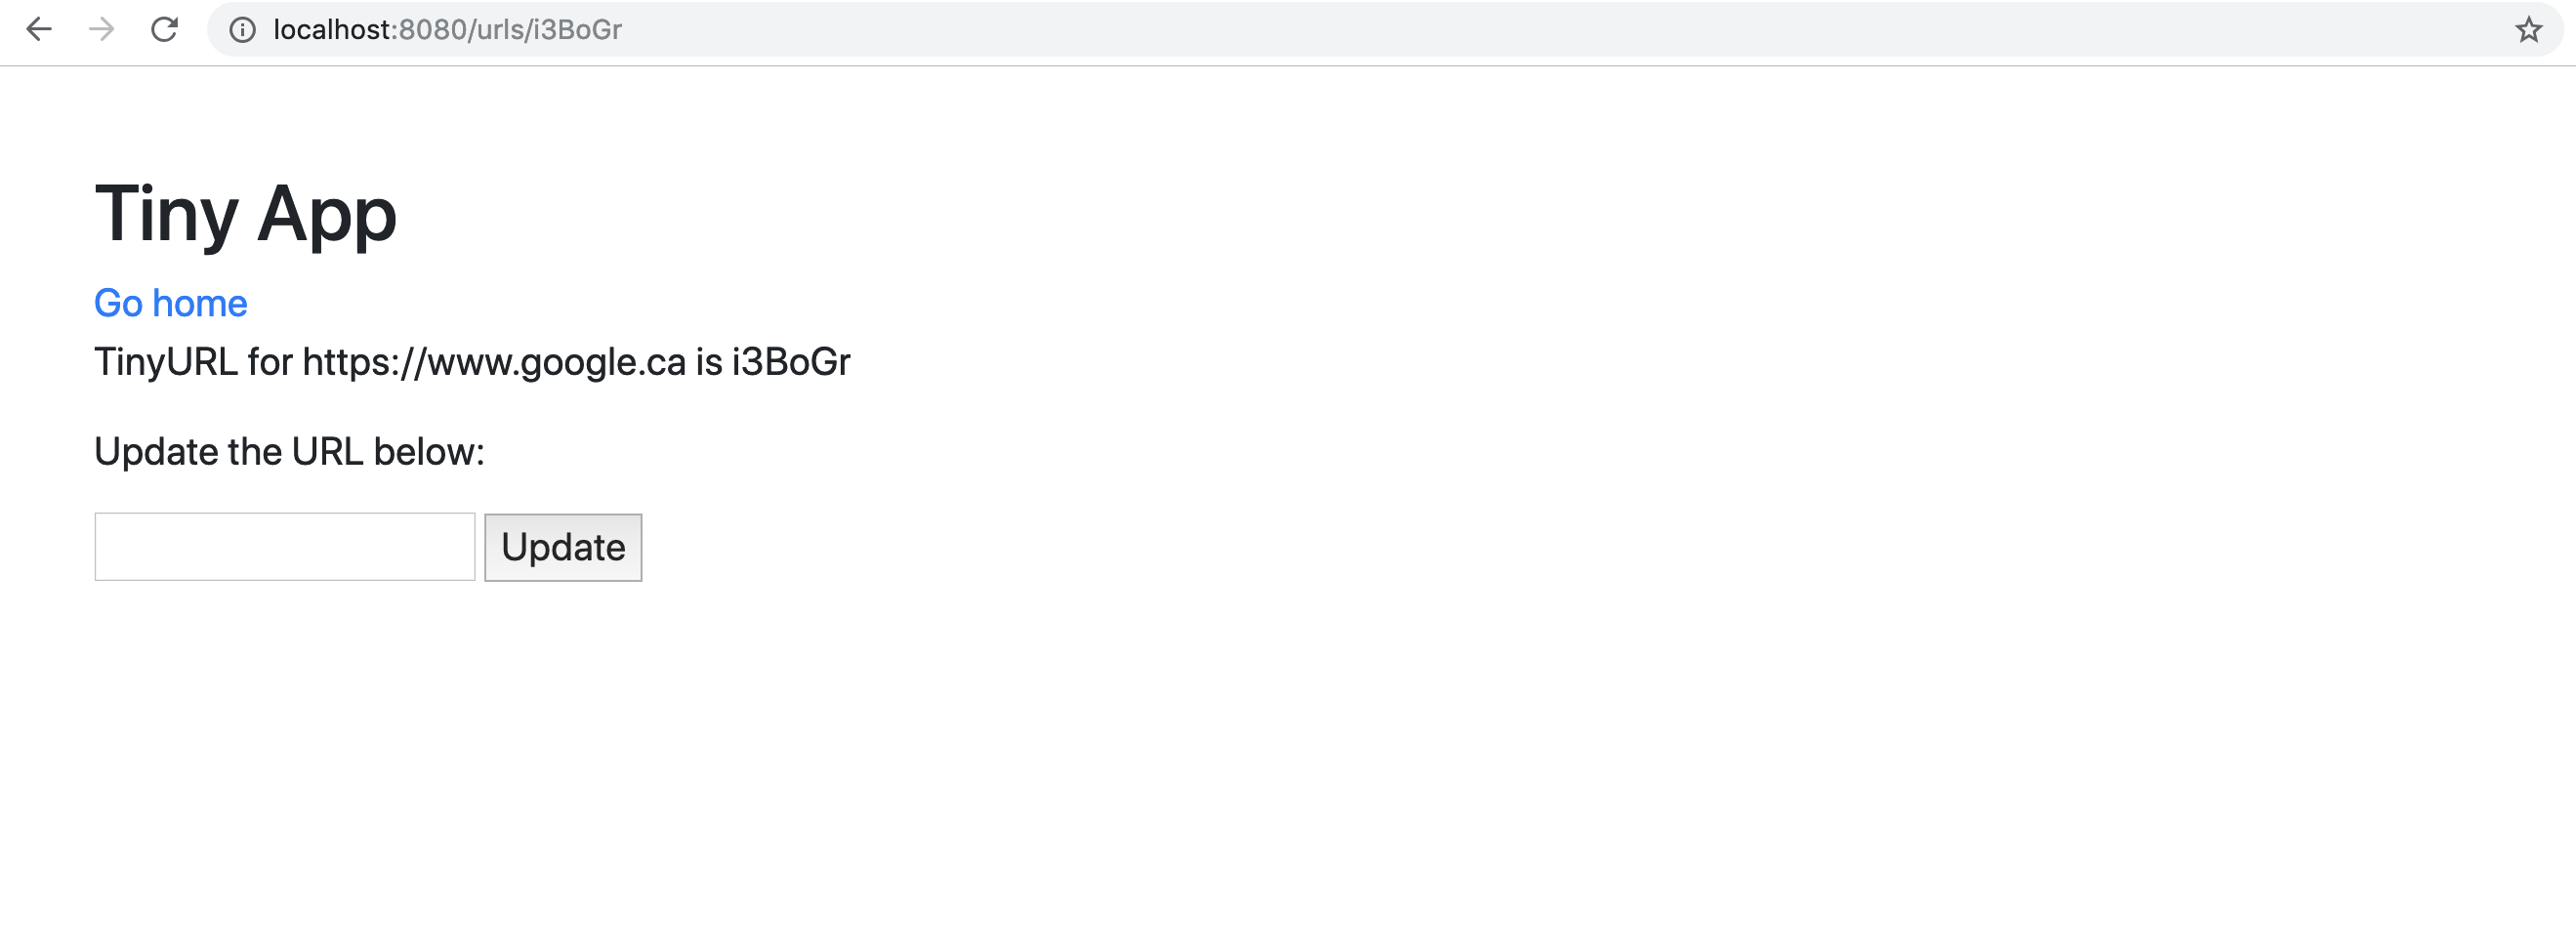 localhost:8080/urls/i3BoGr
Tiny App
Go home
TinyURL for https://www.google.ca is i3BoGr
Update the URL below:
Update